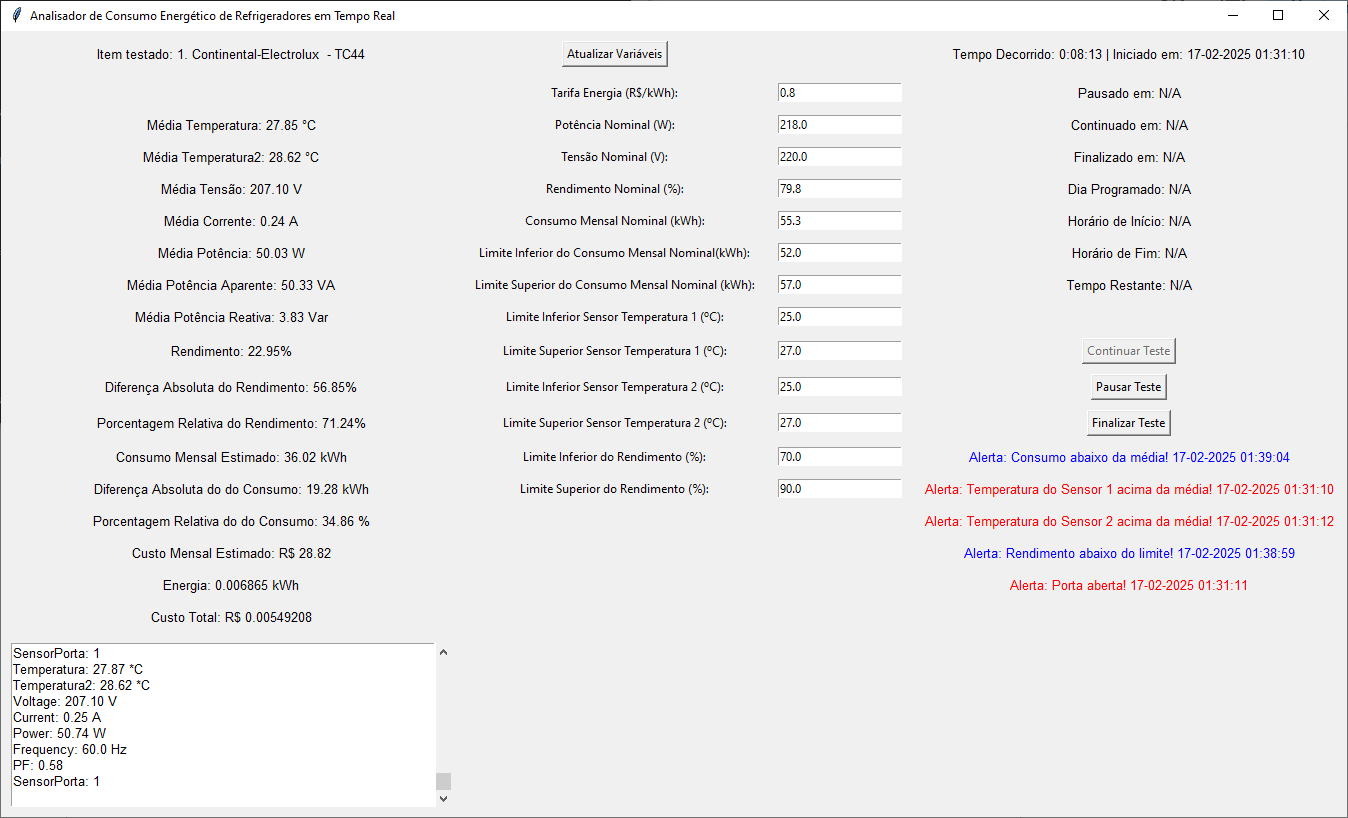 Analisador de Consumo Energético de Refrigeradores em Tempo Real
Item testado: 1. Continental-Electrolux  - TC44
Média Temperatura: 27.85 °C
Média Temperatura2: 28.62 °C
Média Tensão: 207.10 V
Média Corrente: 0.24 A
Média Potência: 50.03 W
Média Potência Aparente: 50.33 VA
Média Potência Reativa: 3.83 Var
Rendimento: 22.95%
Diferença Absoluta do Rendimento: 56.85%
Porcentagem Relativa do Rendimento: 71.24%
Consumo Mensal Estimado: 36.02 kWh
Diferença Absoluta do do Consumo: 19.28 kWh
Porcentagem Relativa do do Consumo: 34.86 %
Custo Mensal Estimado: R$ 28.82
Energia: 0.006865 kWh
Custo Total: R$ 0.00549208
SensorPorta: 1
Temperatura: 27.87 *C
Temperatura2: 28.62 *C
Voltage: 207.10 V
Current: 0.25 A
Power: 50.74 W
Frequency: 60.0 Hz
PF: 0.58
SensorPorta: 1
Atualizar Variáveis
Tarifa Energia (R$/kWh): 0.8
Potência Nominal (W): 218.0
Tensão Nominal (V): 220.0
Rendimento Nominal (%): 79.8
Consumo Mensal Nominal (kWh): 55.3
Limite Inferior do Consumo Mensal Nominal(kWh): 52.0
Limite Superior do Consumo Mensal Nominal (kWh): 57.0
Limite Inferior Sensor Temperatura 1 (ºC): 25.0
Limite Superior Sensor Temperatura 1 (ºC): 27.0
Limite Inferior Sensor Temperatura 2 (ºC): 25.0
Limite Superior Sensor Temperatura 2 (ºC): 27.0
Limite Inferior do Rendimento (%): 70.0
Limite Superior do Rendimento (%): 90.0
Tempo Decorrido: 0:08:13 | Iniciado em: 17-02-2025 01:31:10
Pausado em: N/A
Continuado em: N/A
Finalizado em: N/A
Dia Programado: N/A
Horário de Início: N/A
Horário de Fim: N/A
Tempo Restante: N/A
Continuar Teste
Pausar Teste
Finalizar Teste
Alerta: Consumo abaixo da média! 17-02-2025 01:39:04
Alerta: Temperatura do Sensor 1 acima da média! 17-02-2025 01:31:10
Alerta: Temperatura do Sensor 2 acima da média! 17-02-2025 01:31:12
Alerta: Rendimento abaixo do limite! 17-02-2025 01:38:59
Alerta: Porta aberta! 17-02-2025 01:31:11